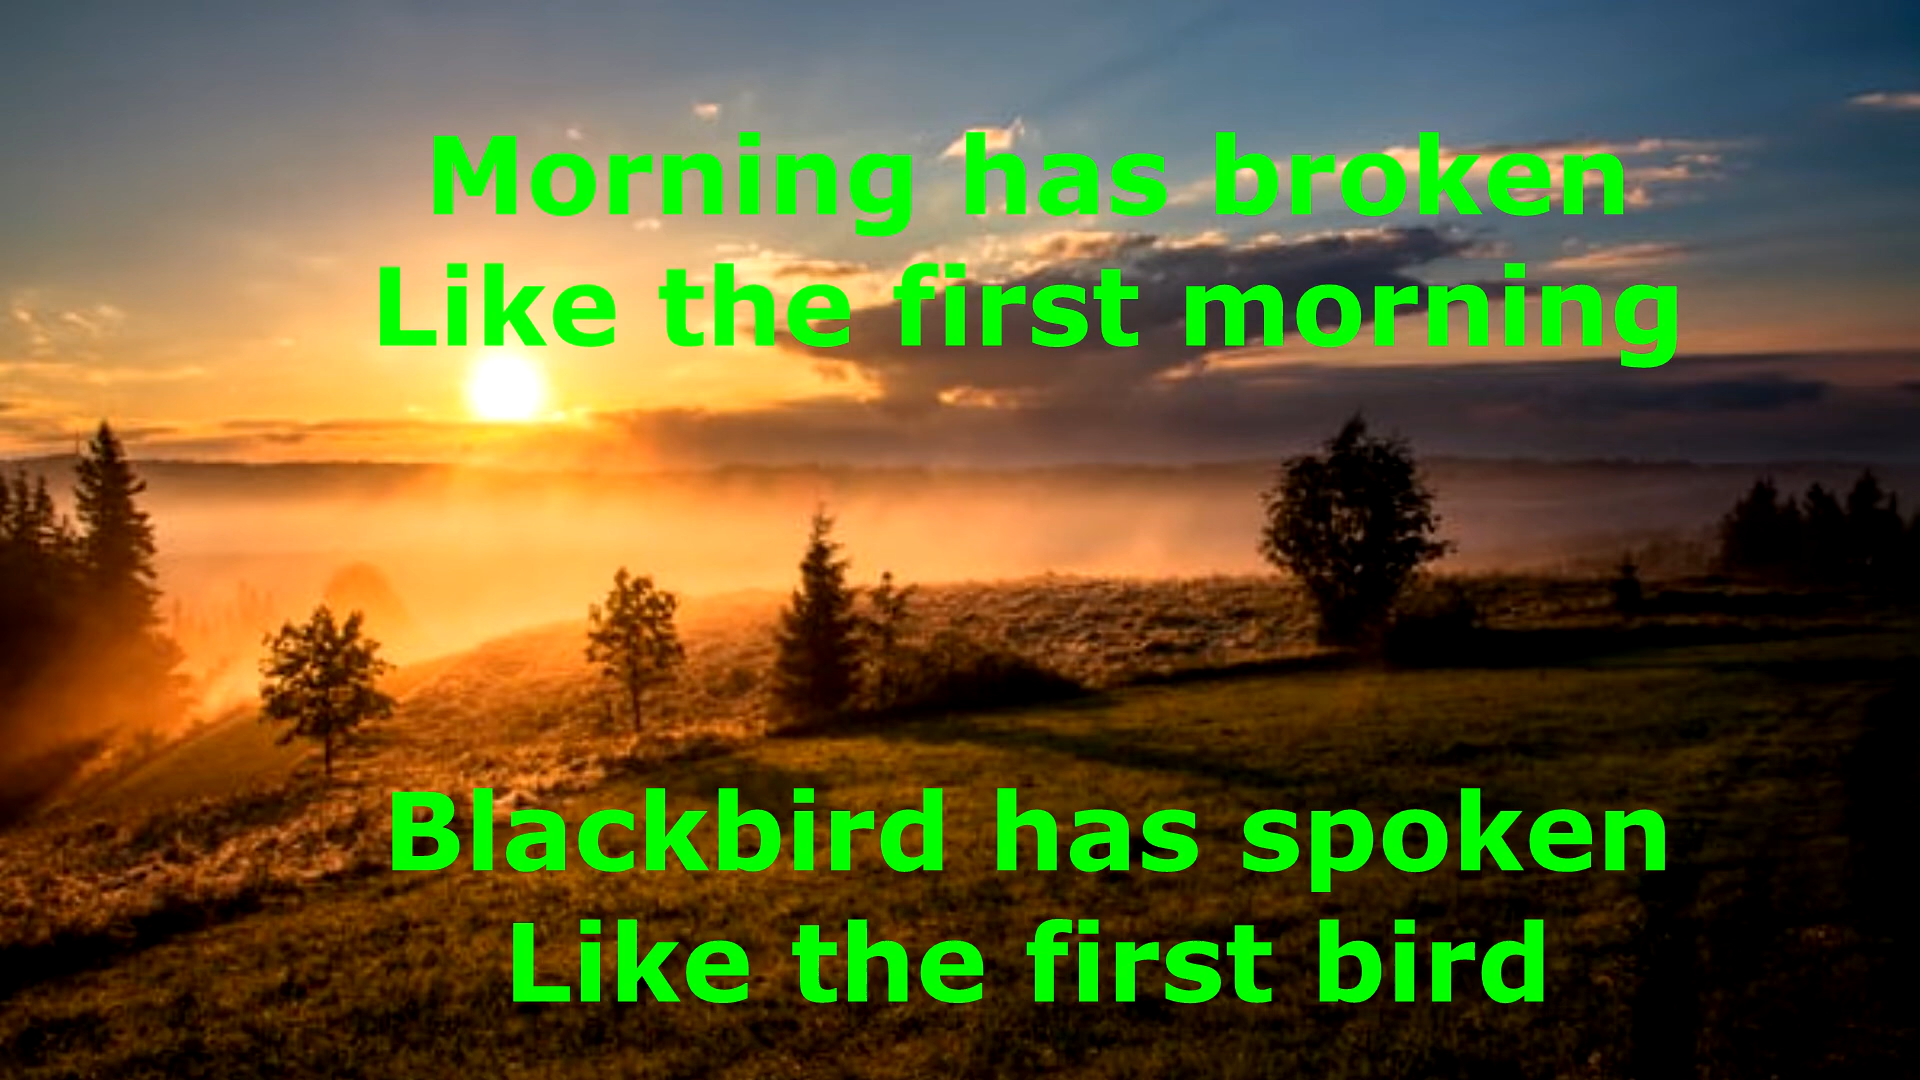 Morning has broken
Like the first morning
Blackbird has spoken
Like the first bird